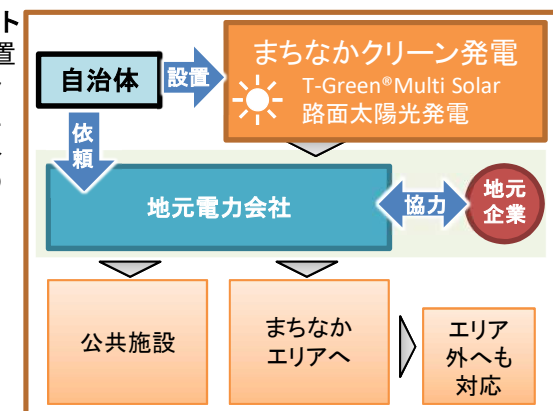 ト
置
まちなかクリーン発電
自治体
設置
T-Green®Multi Solar
路面太陽光発電
依
頼
地元電力会社
協力
地元
企業
公共施設
まちなか
エリアへ
エリア
外へも
対応